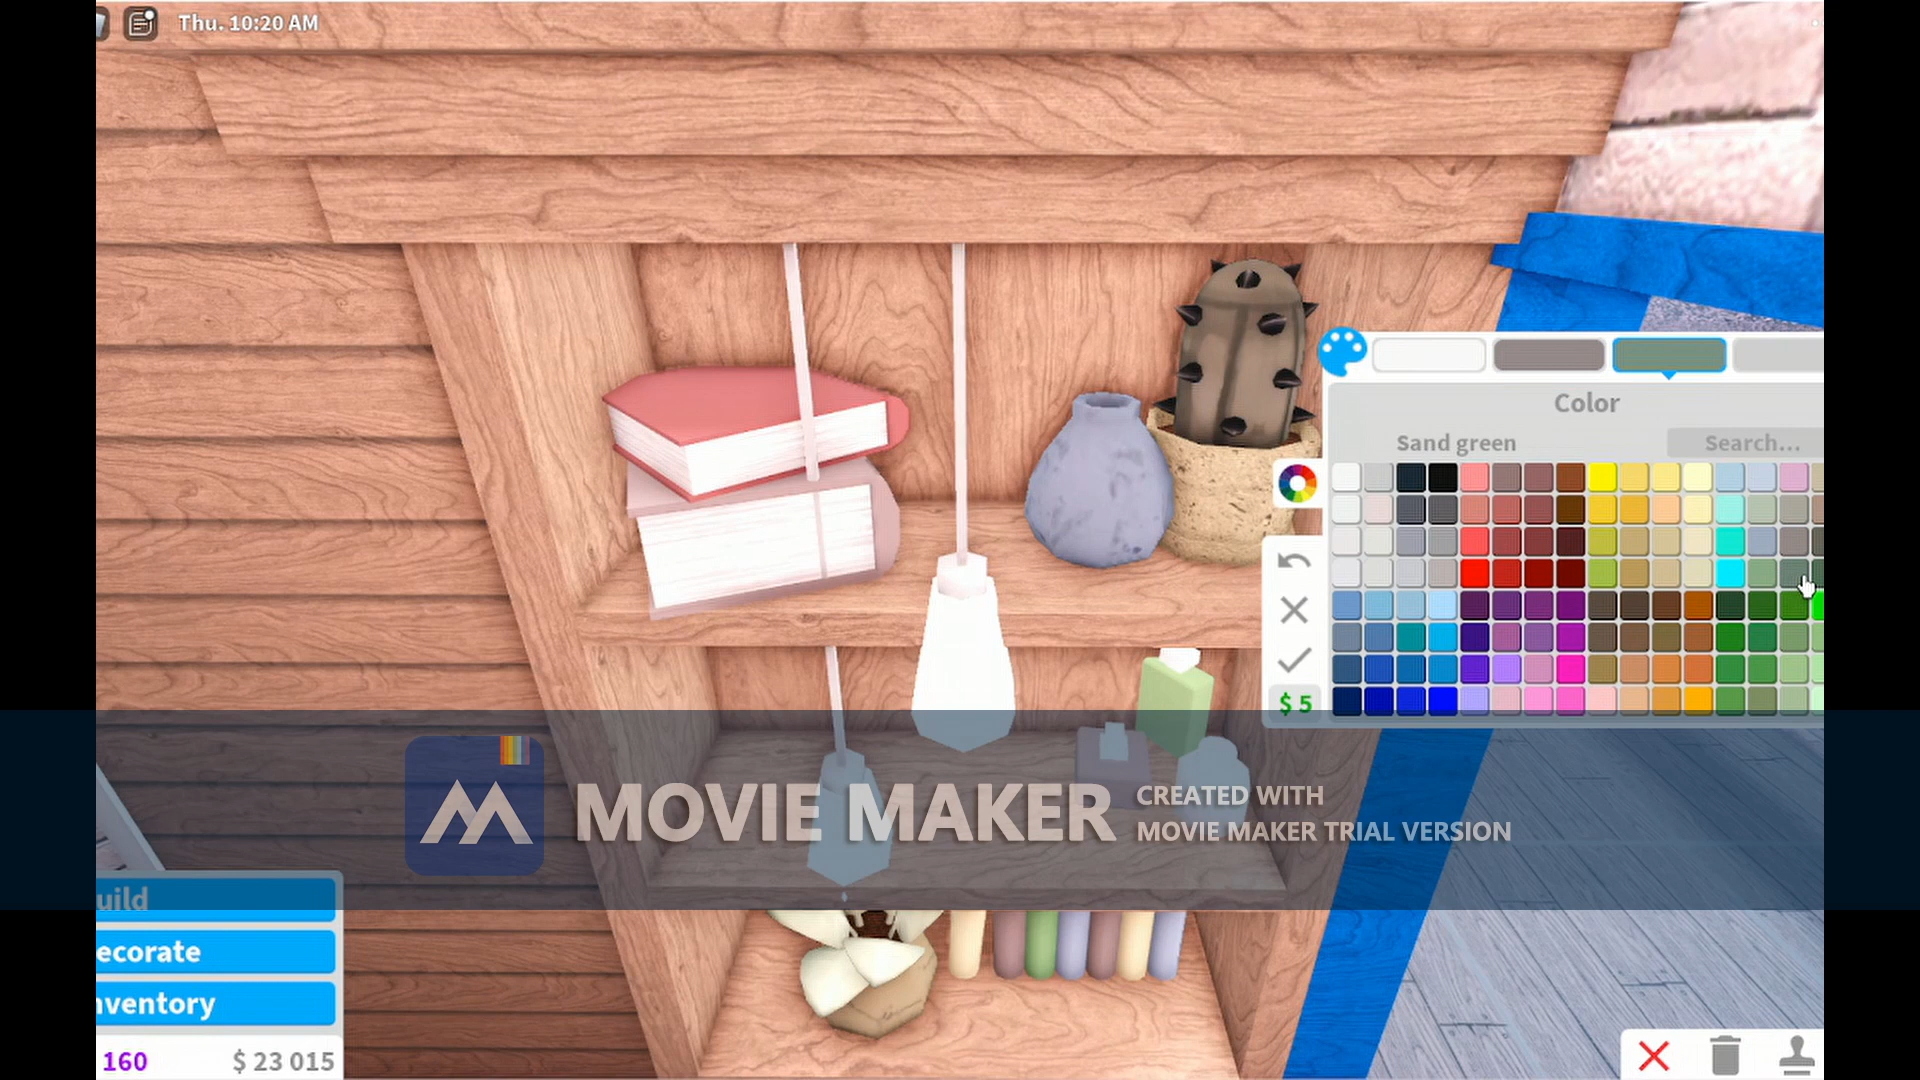 Thu. 10:20 AM
Color
Sand green
Search...
$ 5
MOVIE MAKER
CREATED WITH
MOVIE MAKER TRIAL VERSION
uild
ecorate
nventory
160
$ 23 015